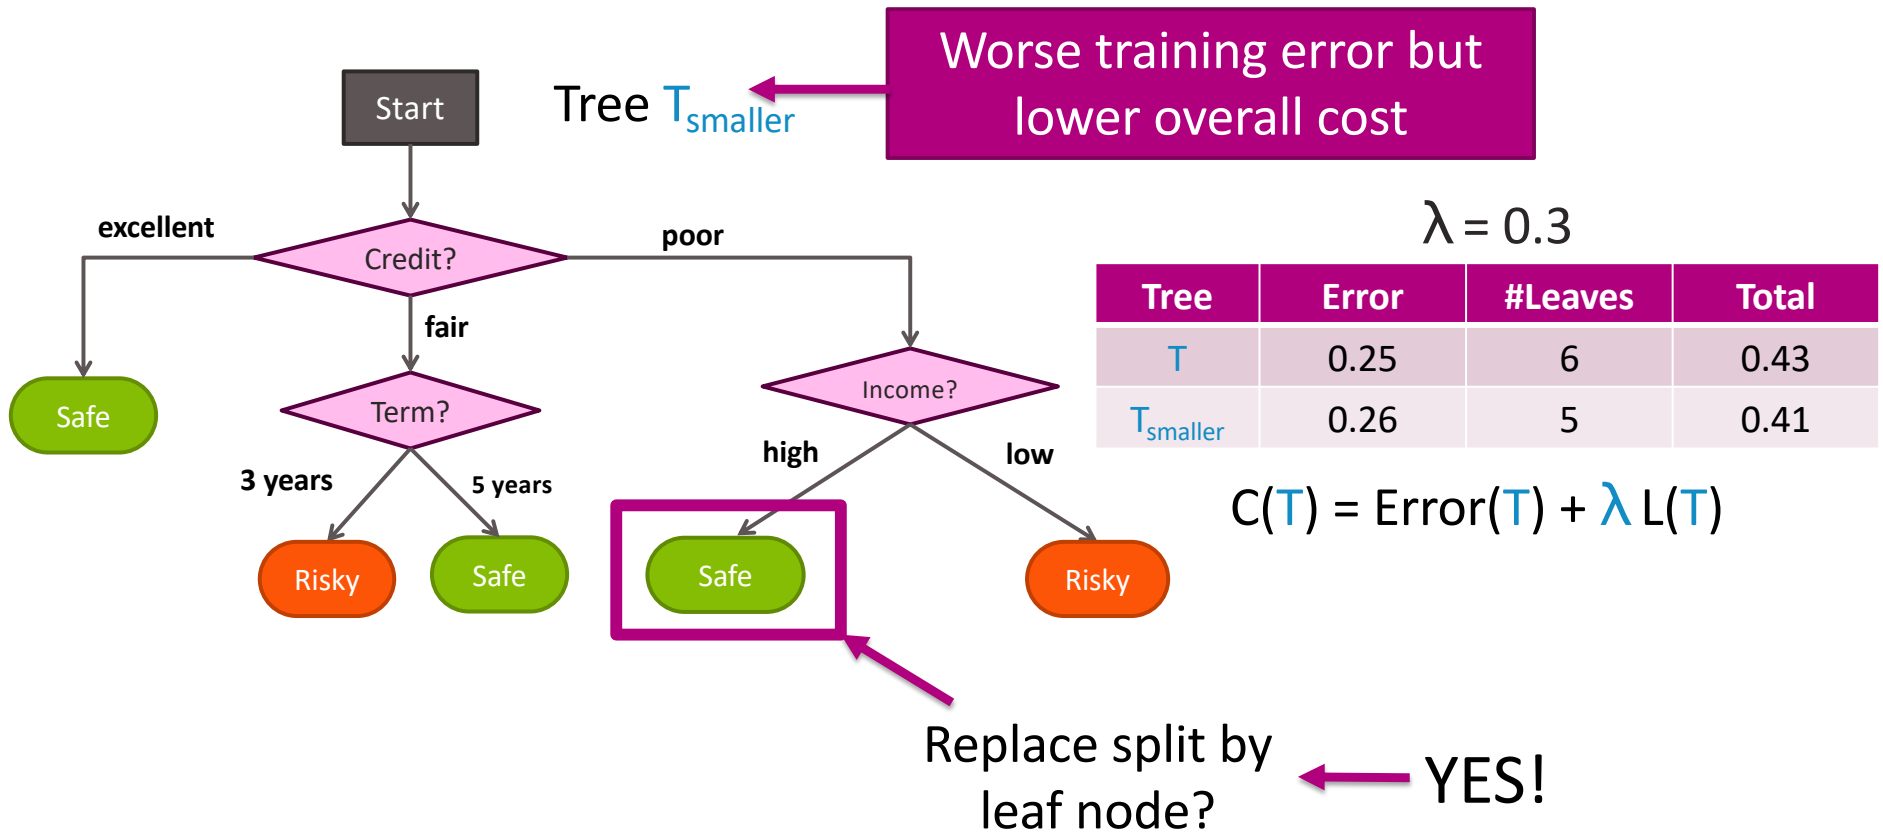 Worse training error but
lower overall cost
Start
Tree Tsmaller
excellent
Credit?
poor
fair
λ = 0.3
Tree Error #Leaves Total
T 0.25 6 0.43
Tsmaller 0.26 5 0.41
C(T) = Error(T) + λ L(T)
Safe
Term?
Income?
3 years
5 years
high
low
Risky
Safe
Safe
Risky
Replace split by
leaf node?
YES!